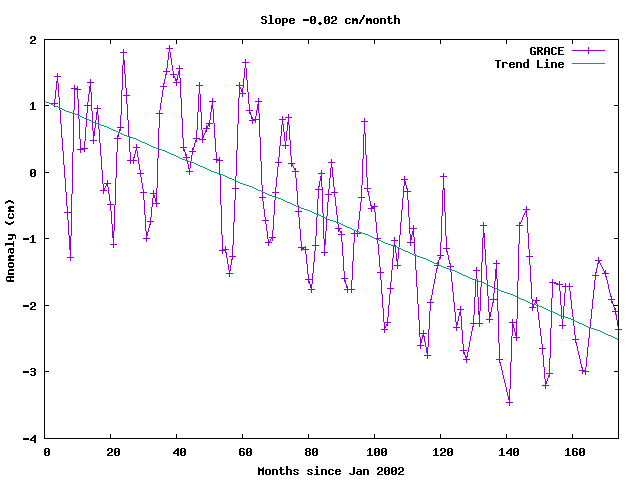 Slope -0.02 cm/month
GRACE
Trend Line
2
1
0
-1
-2
-3
-4
Anomaly (cm)
0 20 40 60 80 100 120 140 160
Months since Jan 2002